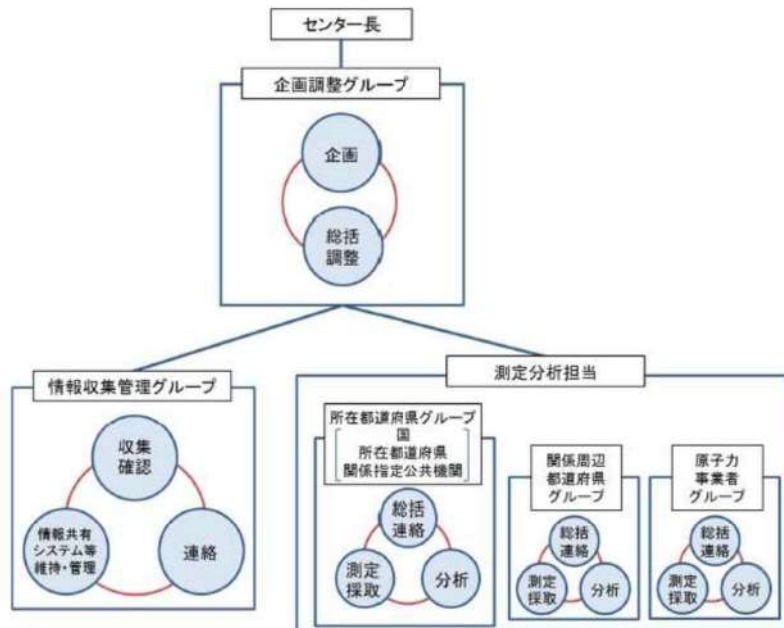 センター長
企画調整グループ
企画
総括
調整
情報収集管理グループ
収集
確認
情報共有
システム等
維持・管理
連絡
測定分析担当
所在都道府県グループ
国
所在都道府県
関係指定公共機関
総括
連絡
測定
採取
分析
関係周辺
都道府県
グループ
総括
連絡
測定
採取
分析
原子力
事業者
グループ
総括
連絡
測定
採取
分析